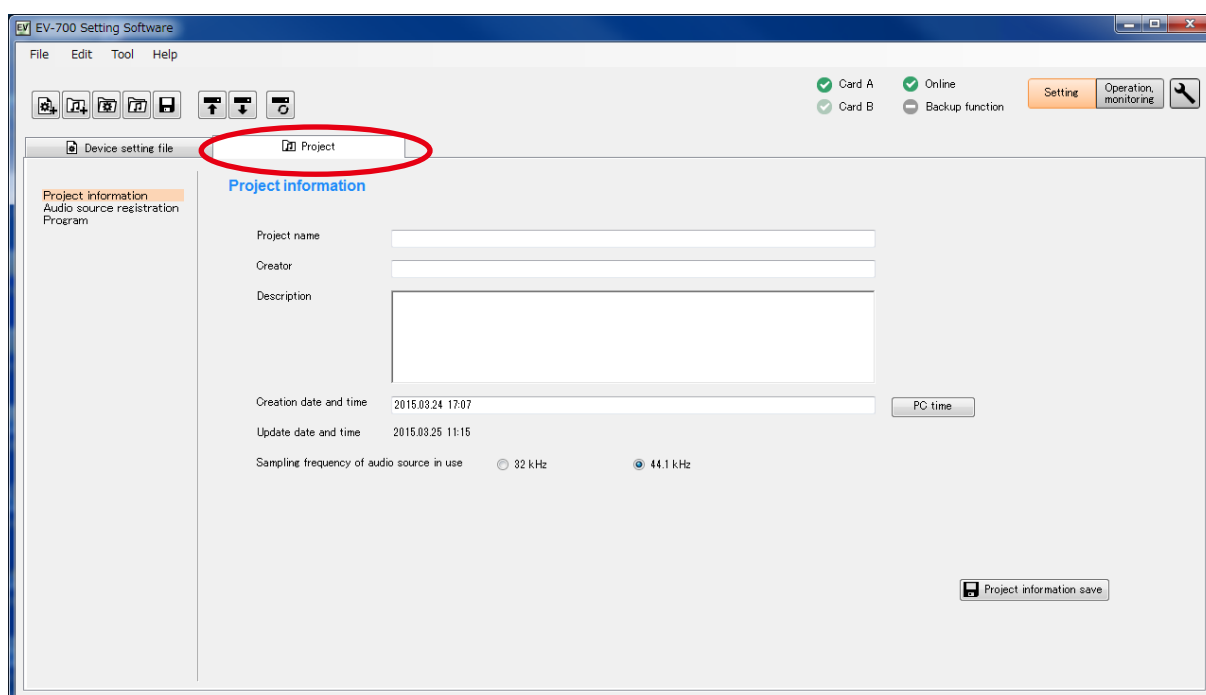 EV EV-700 Setting Software
File Edit Tool Help
Card A Online
Card B Backup function
Setting
Operation,
monitoring
Device setting file
Project
Project information
Audio source registration
Program
Project information
Project name
Creator
Description
Creation date and time 2015.03.24 17:07 PC time
Update date and time 2015.03.25 11:15
Sampling frequency of audio source in use 32 kHz 44.1 kHz
Project information save